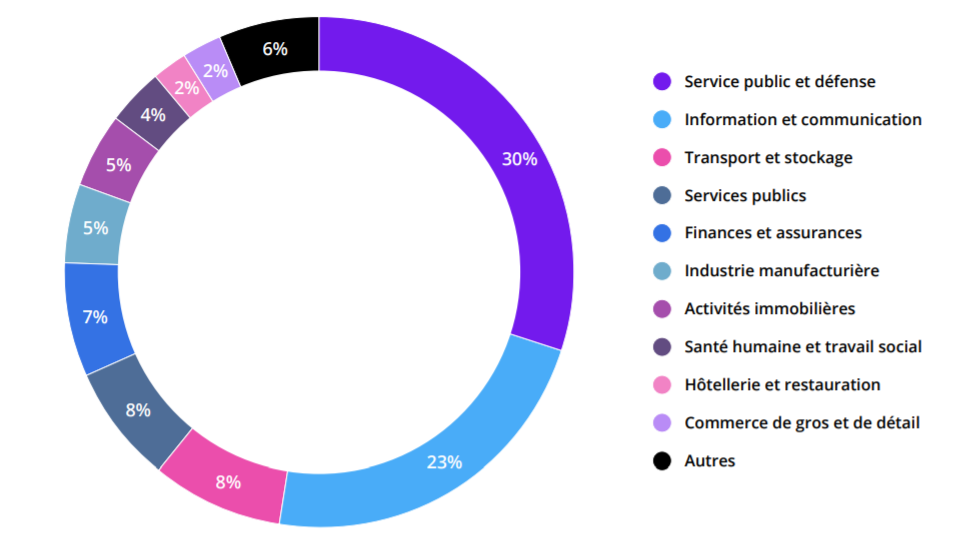 6%
30%
2%
2%
4%
5%
5%
7%
8%
8%
23%
Service public et défense
Information et communication
Transport et stockage
Services publics
Finances et assurances
Industrie manufacturière
Activités immobilières
Santé humaine et travail social
Hôtellerie et restauration
Commerce de gros et de détail
Autres